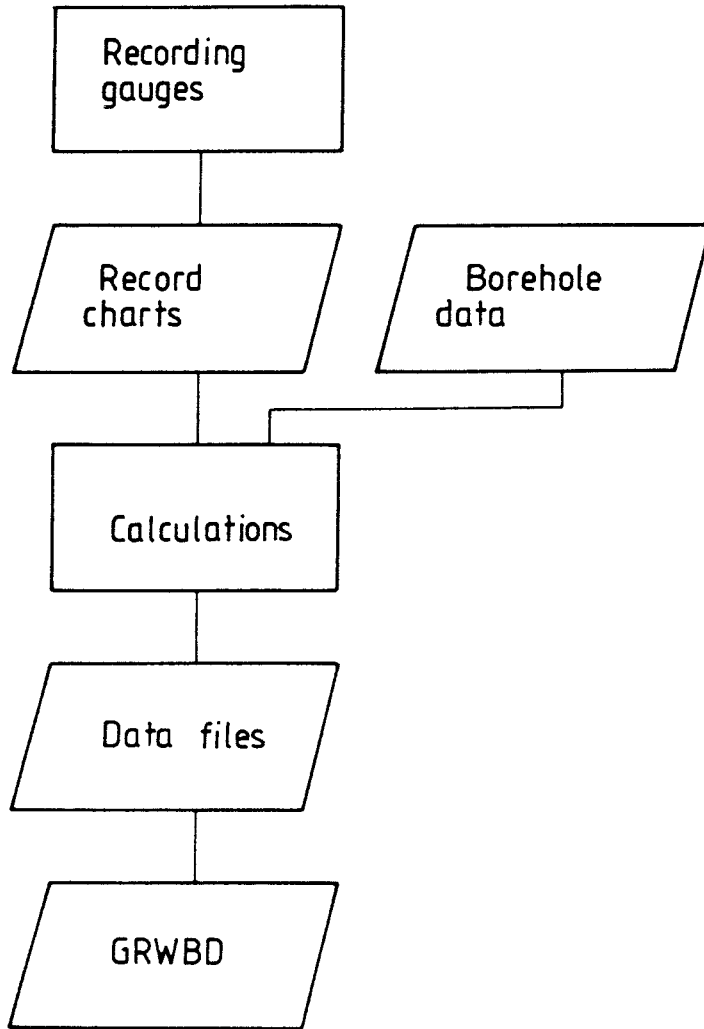 Recording
gauges
Record
charts
Borehole
data
Calculations
Data files
GRWBD